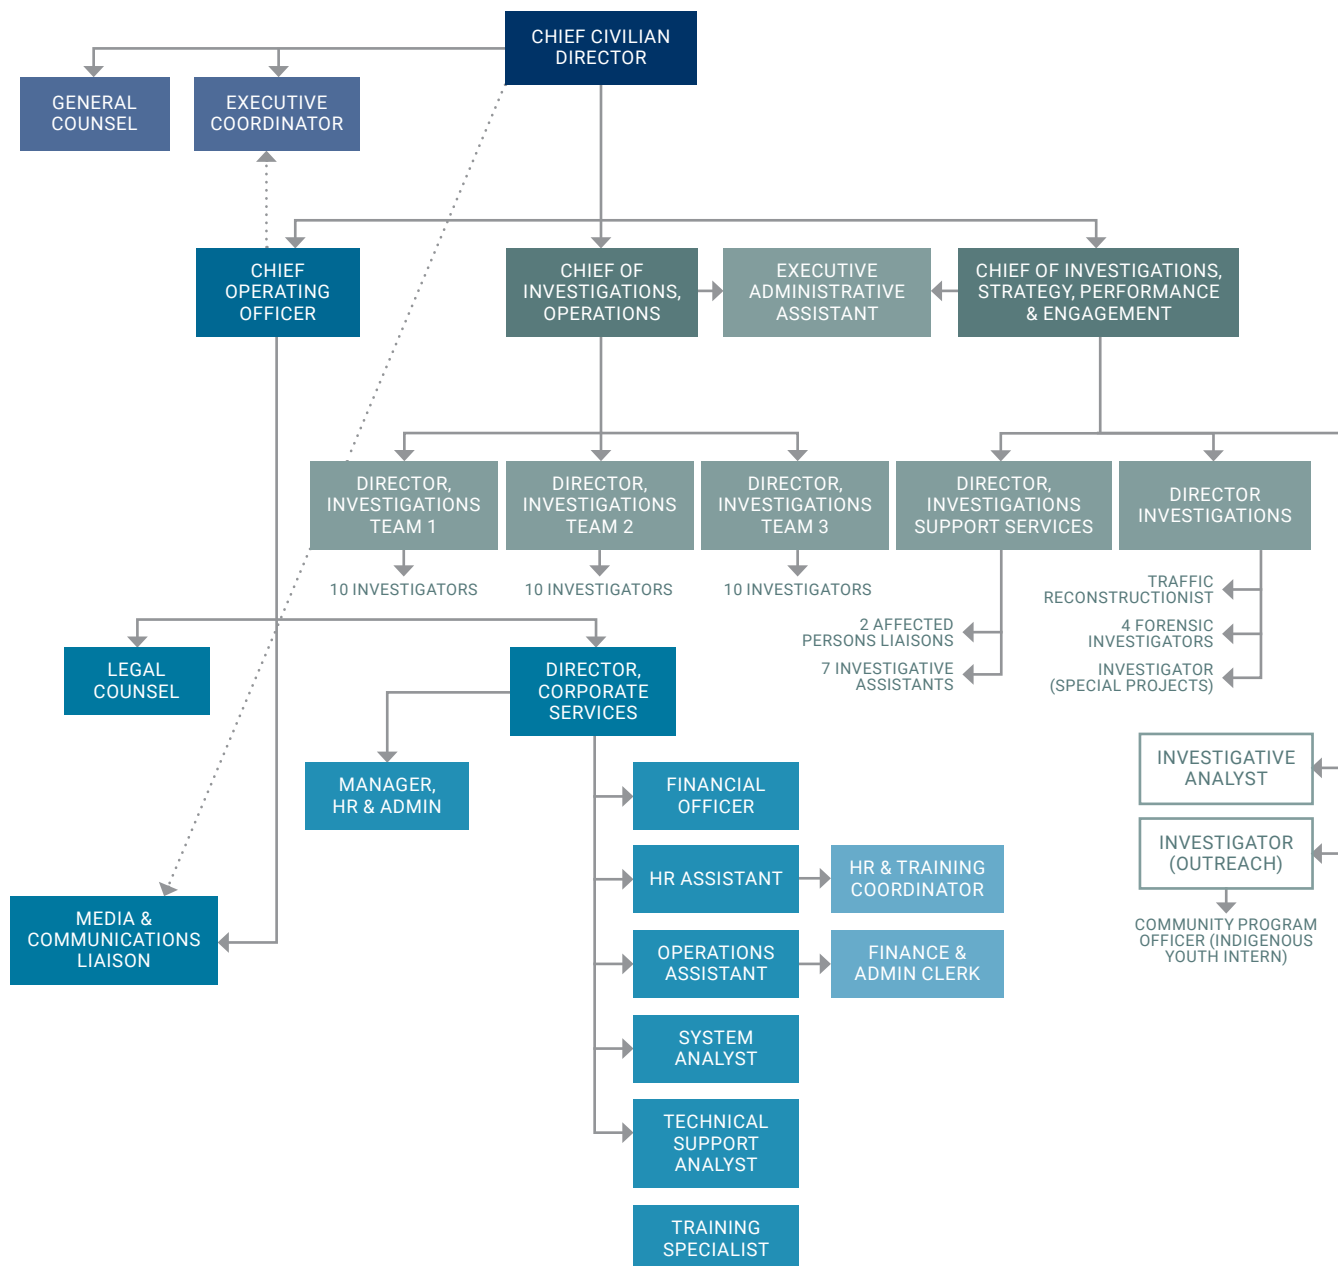 CHIEF CIVILIAN
DIRECTOR
GENERAL
COUNSEL
EXECUTIVE
COORDINATOR
CHIEF
OPERATING
OFFICER
CHIEF OF
INVESTIGATIONS,
OPERATIONS
EXECUTIVE
ADMINISTRATIVE
ASSISTANT
CHIEF OF INVESTIGATIONS,
STRATEGY, PERFORMANCE
& ENGAGEMENT
DIRECTOR,
INVESTIGATIONS
TEAM 1
DIRECTOR,
INVESTIGATIONS
TEAM 2
DIRECTOR,
INVESTIGATIONS
TEAM 3
DIRECTOR,
INVESTIGATIONS
SUPPORT SERVICES
DIRECTOR
INVESTIGATIONS
10 INVESTIGATORS
10 INVESTIGATORS
10 INVESTIGATORS
2 AFFECTED
PERSONS LIAISONS
7 INVESTIGATIVE
ASSISTANTS
TRAFFIC
RECONSTRUCTIONIST
4 FORENSIC
INVESTIGATORS
INVESTIGATOR
(SPECIAL PROJECTS)
LEGAL
COUNSEL
DIRECTOR,
CORPORATE
SERVICES
MANAGER,
HR & ADMIN
FINANCIAL
OFFICER
INVESTIGATIVE
ANALYST
HR ASSISTANT
HR & TRAINING
COORDINATOR
INVESTIGATOR
(OUTREACH)
MEDIA &
COMMUNICATIONS
LIAISON
OPERATIONS
ASSISTANT
FINANCE &
ADMIN CLERK
COMMUNITY PROGRAM
OFFICER (INDIGENOUS
YOUTH INTERN)
SYSTEM
ANALYST
TECHNICAL
SUPPORT
ANALYST
TRAINING
SPECIALIST